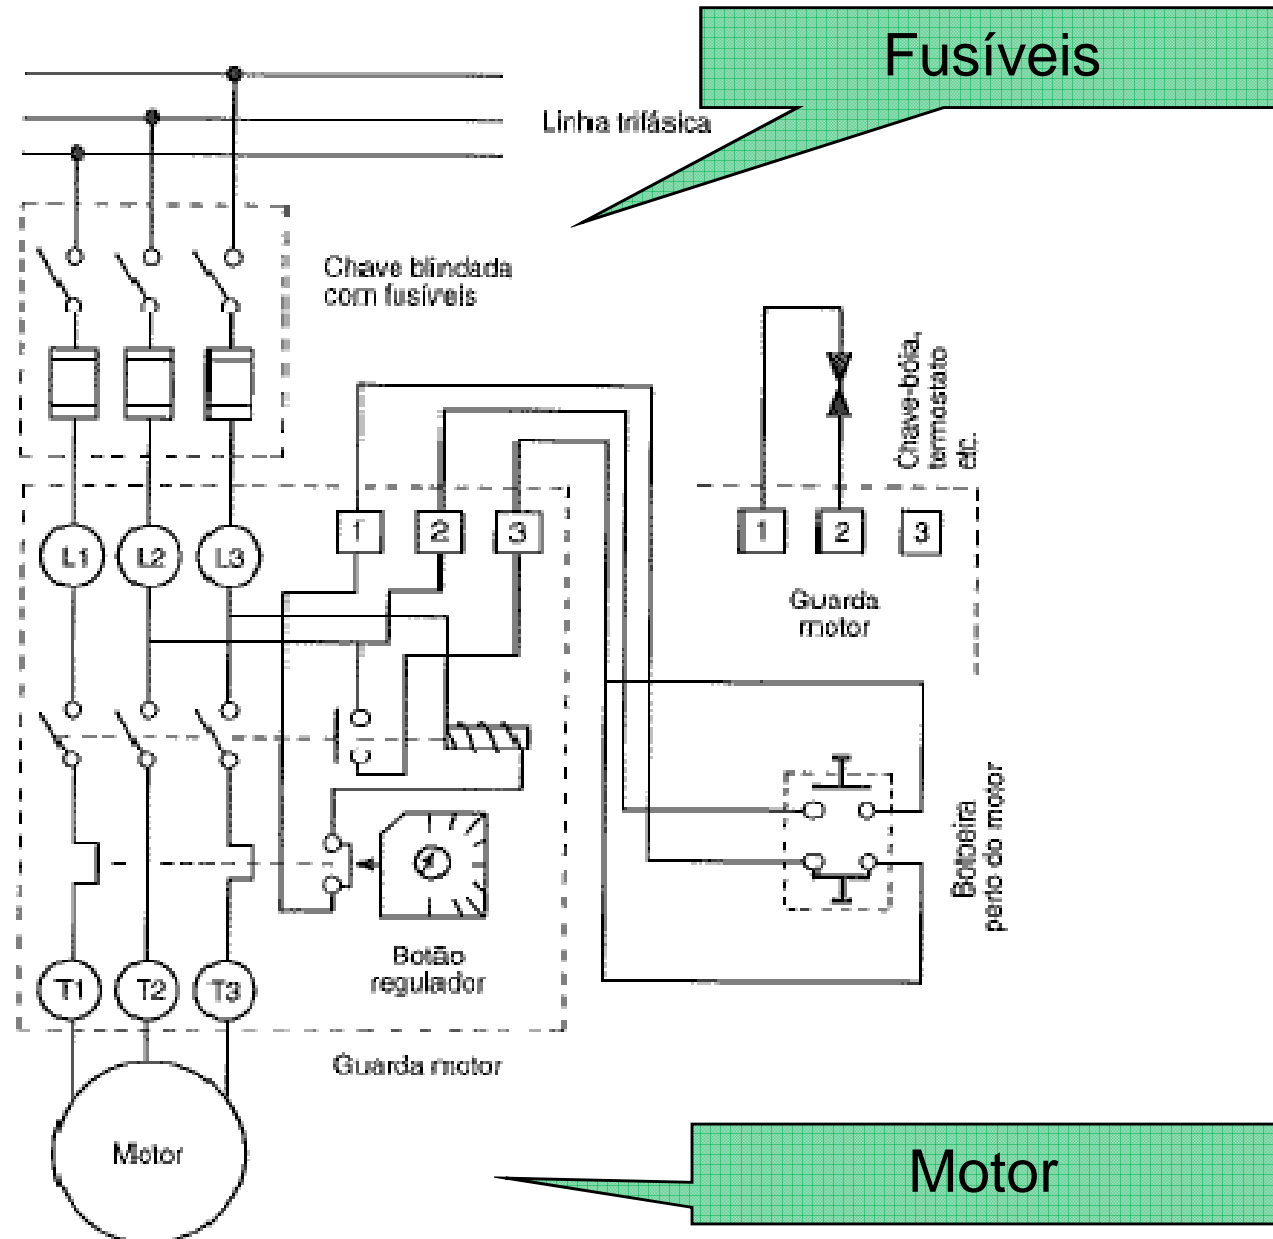 Fusíveis
Linha trifásica
Chave blindada
com fusíveis
Chave-bóia,
termostato
etc.
L1 L2 L3
1 2 3
1 2 3
Guarda
motor
Botoeira
perto do motor
Botão
regulador
T1 T2 T3
Guarda motor
Motor
Motor